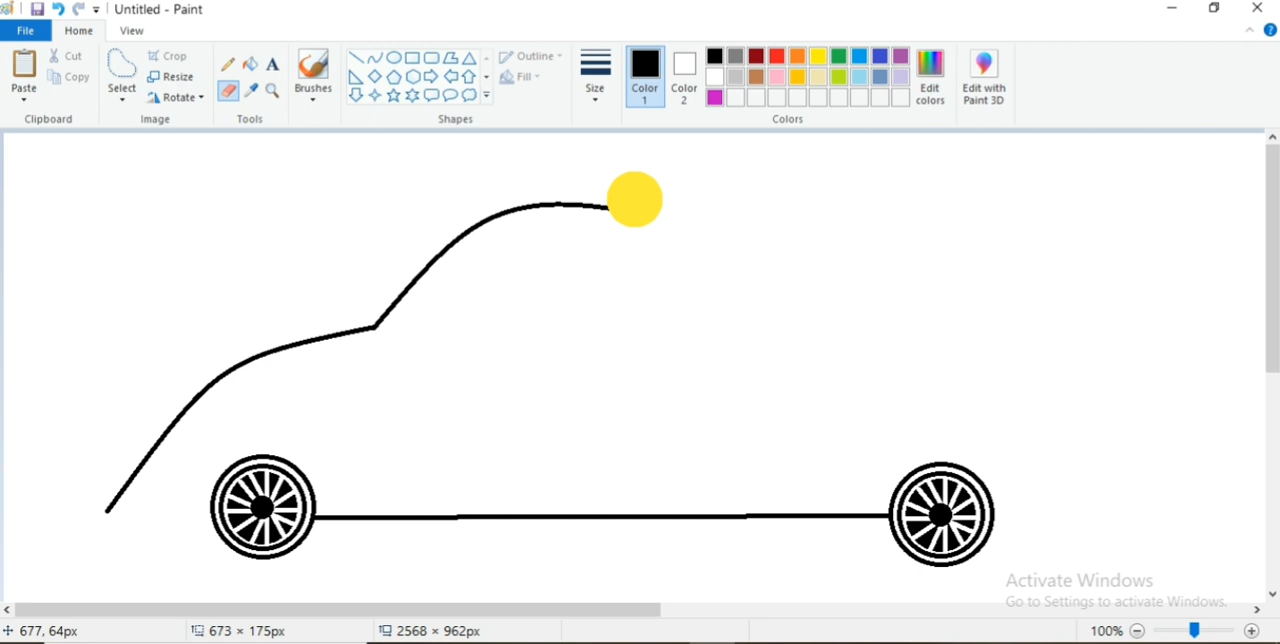 Untitled - Paint
File Home View
Paste
Cut
Copy
Clipboard
Select
Crop
Resize
Rotate
Image
A
Tools
Brushes
Outline
Fill
Shapes
Size
Color 1
Color 2
Edit colors
Colors
Edit with Paint 3D
Activate Windows
Go to Settings to activate Windows.
677, 64px
673 × 175px
2568 × 962px
100%